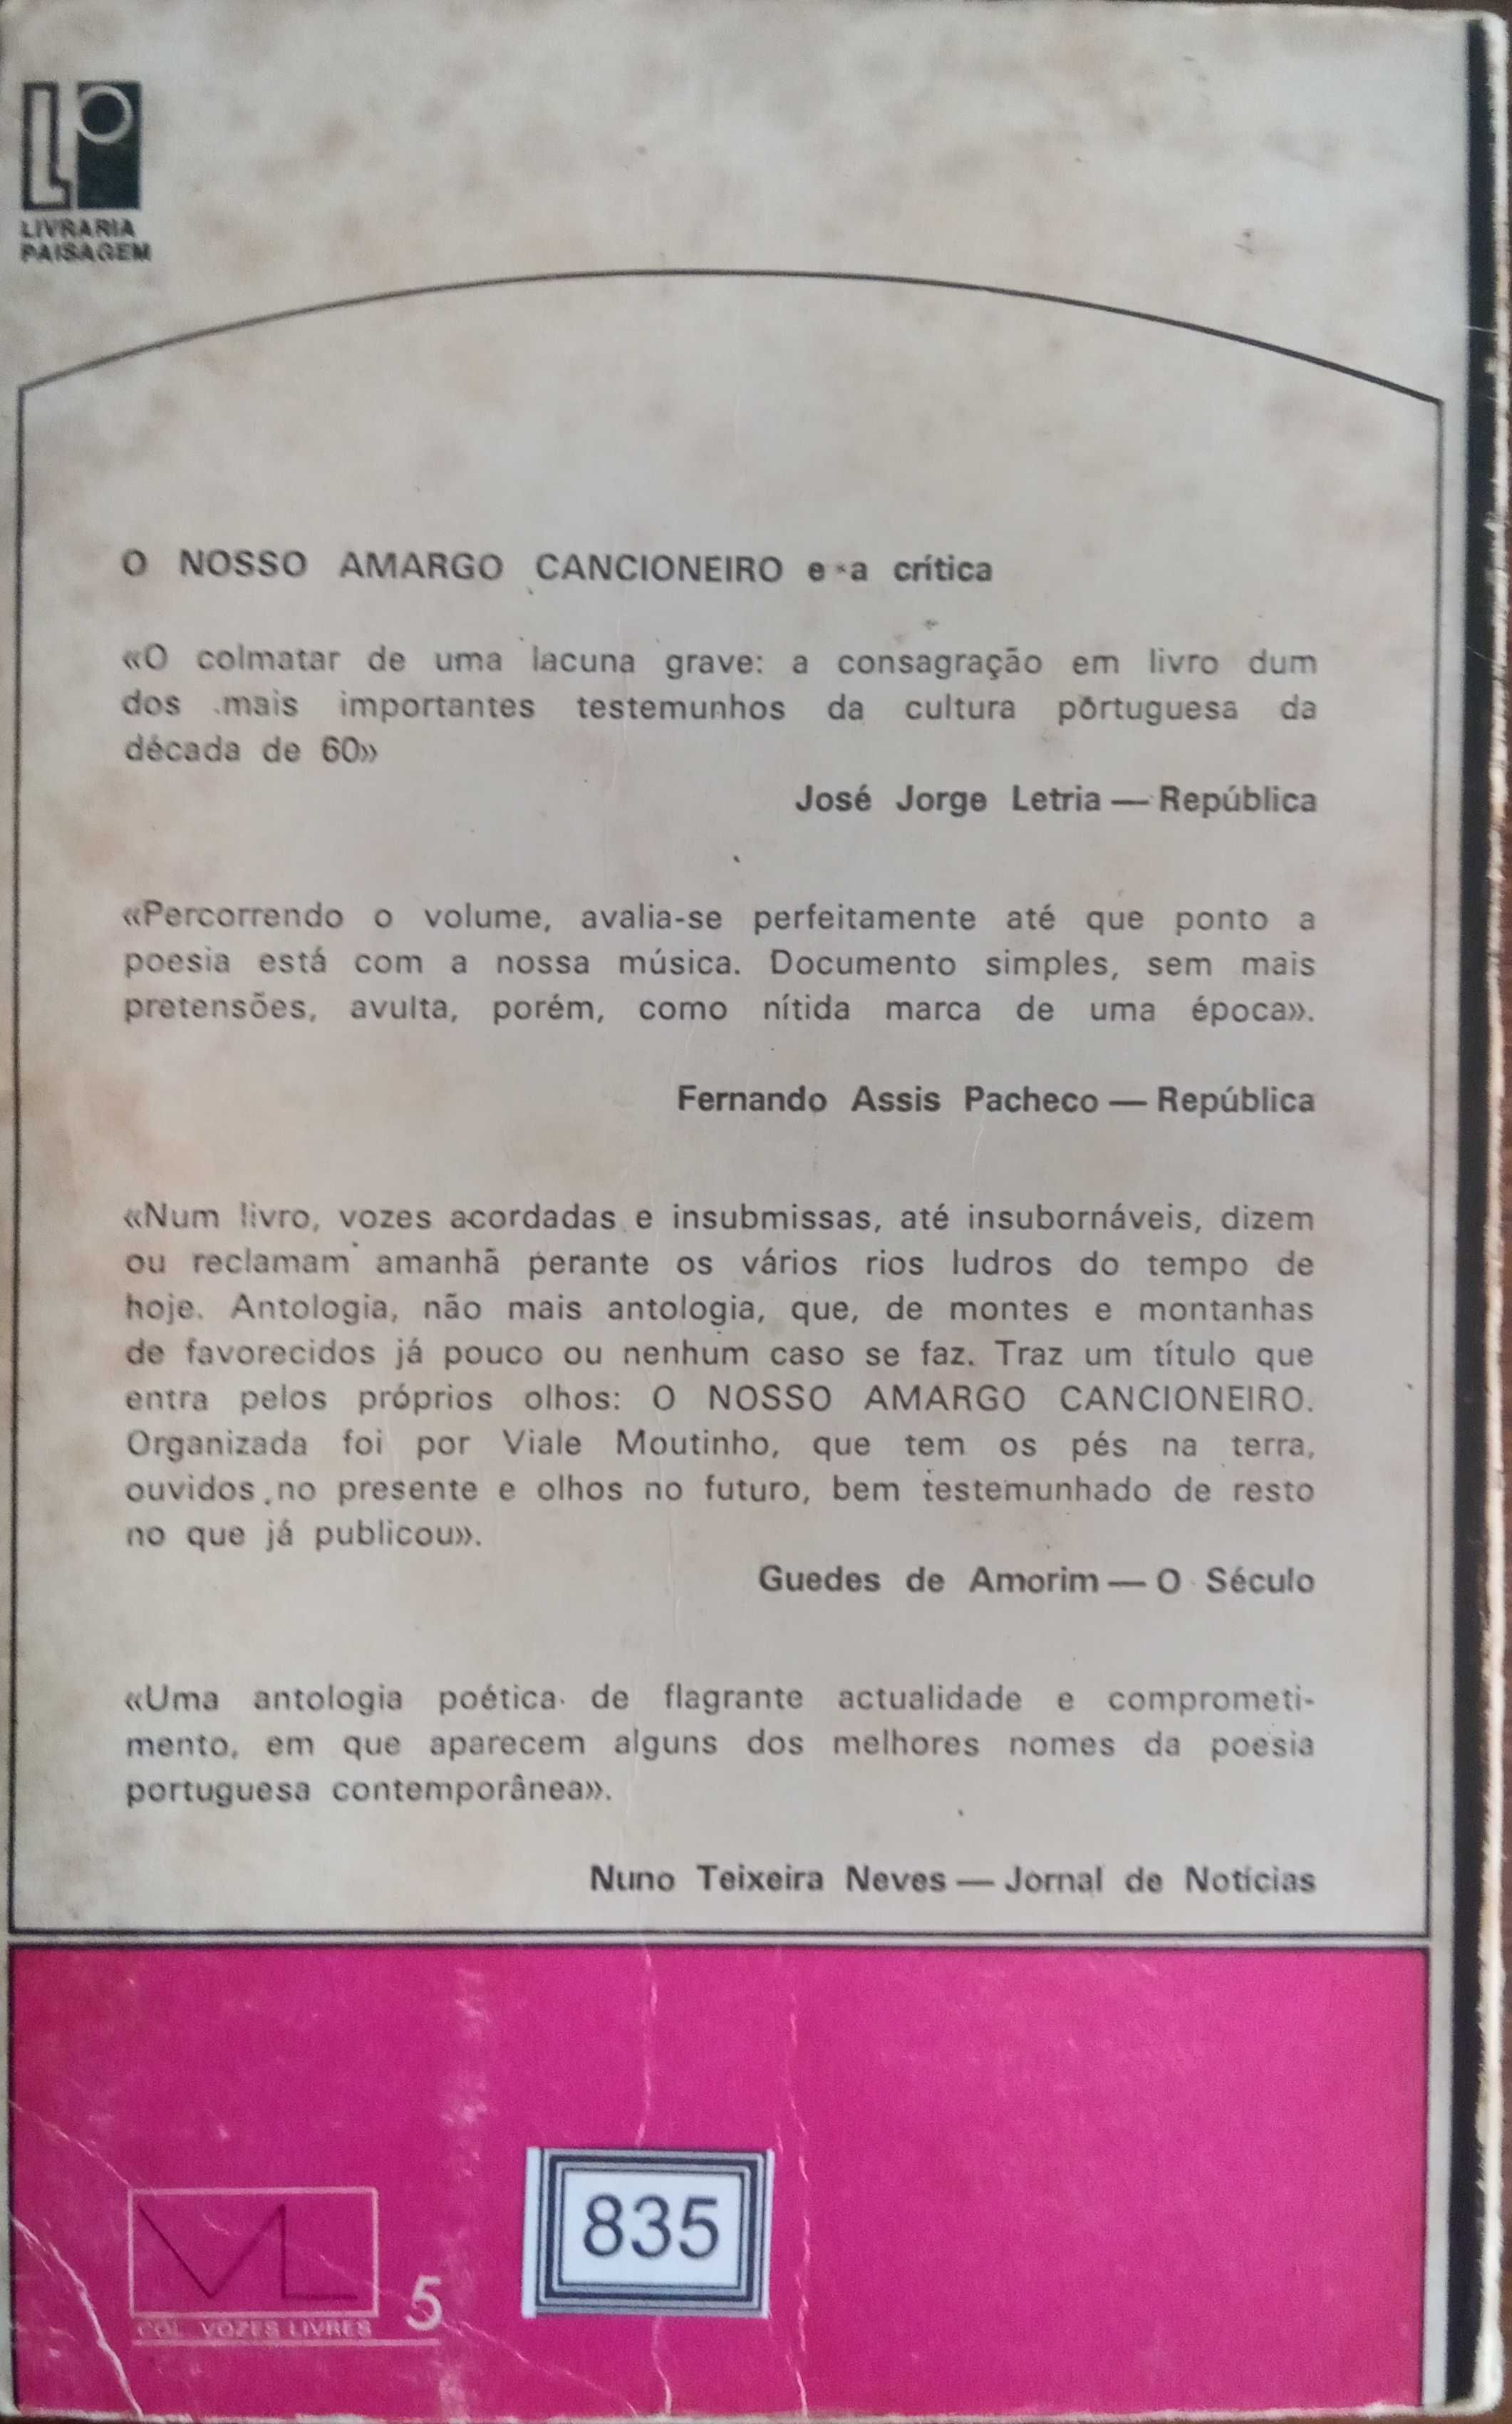 LIVRARIA
PAISAGEM
O NOSSO AMARGO CANCIONEIRO e a crítica
«O colmatar de uma lacuna grave: a consagração em livro dum
dos mais importantes testemunhos da cultura portuguesa da
década de 60»
José Jorge Letria — República
«Percorrendo o volume, avalia-se perfeitamente até que ponto a
poesia está com a nossa música. Documento simples, sem mais
pretensões, avulta, porém, como nítida marca de uma época».
Fernando Assis Pacheco — República
«Num livro, vozes acordadas e insubmissas, até insubornáveis, dizem
ou reclamam amanhã perante os vários rios ludros do tempo de
hoje. Antologia, não mais antologia, que, de montes e montanhas
de favorecidos já pouco ou nenhum caso se faz. Traz um título que
entra pelos próprios olhos: O NOSSO AMARGO CANCIONEIRO.
Organizada foi por Viale Moutinho, que tem os pés na terra,
ouvidos no presente e olhos no futuro, bem testemunhado de resto
no que já publicou».
Guedes de Amorim — O Século
«Uma antologia poética de flagrante actualidade e comprometi-
mento, em que aparecem alguns dos melhores nomes da poesia
portuguesa contemporânea».
Nuno Teixeira Neves — Jornal de Notícias
835
VL
5
COL. VOZES LIVRES